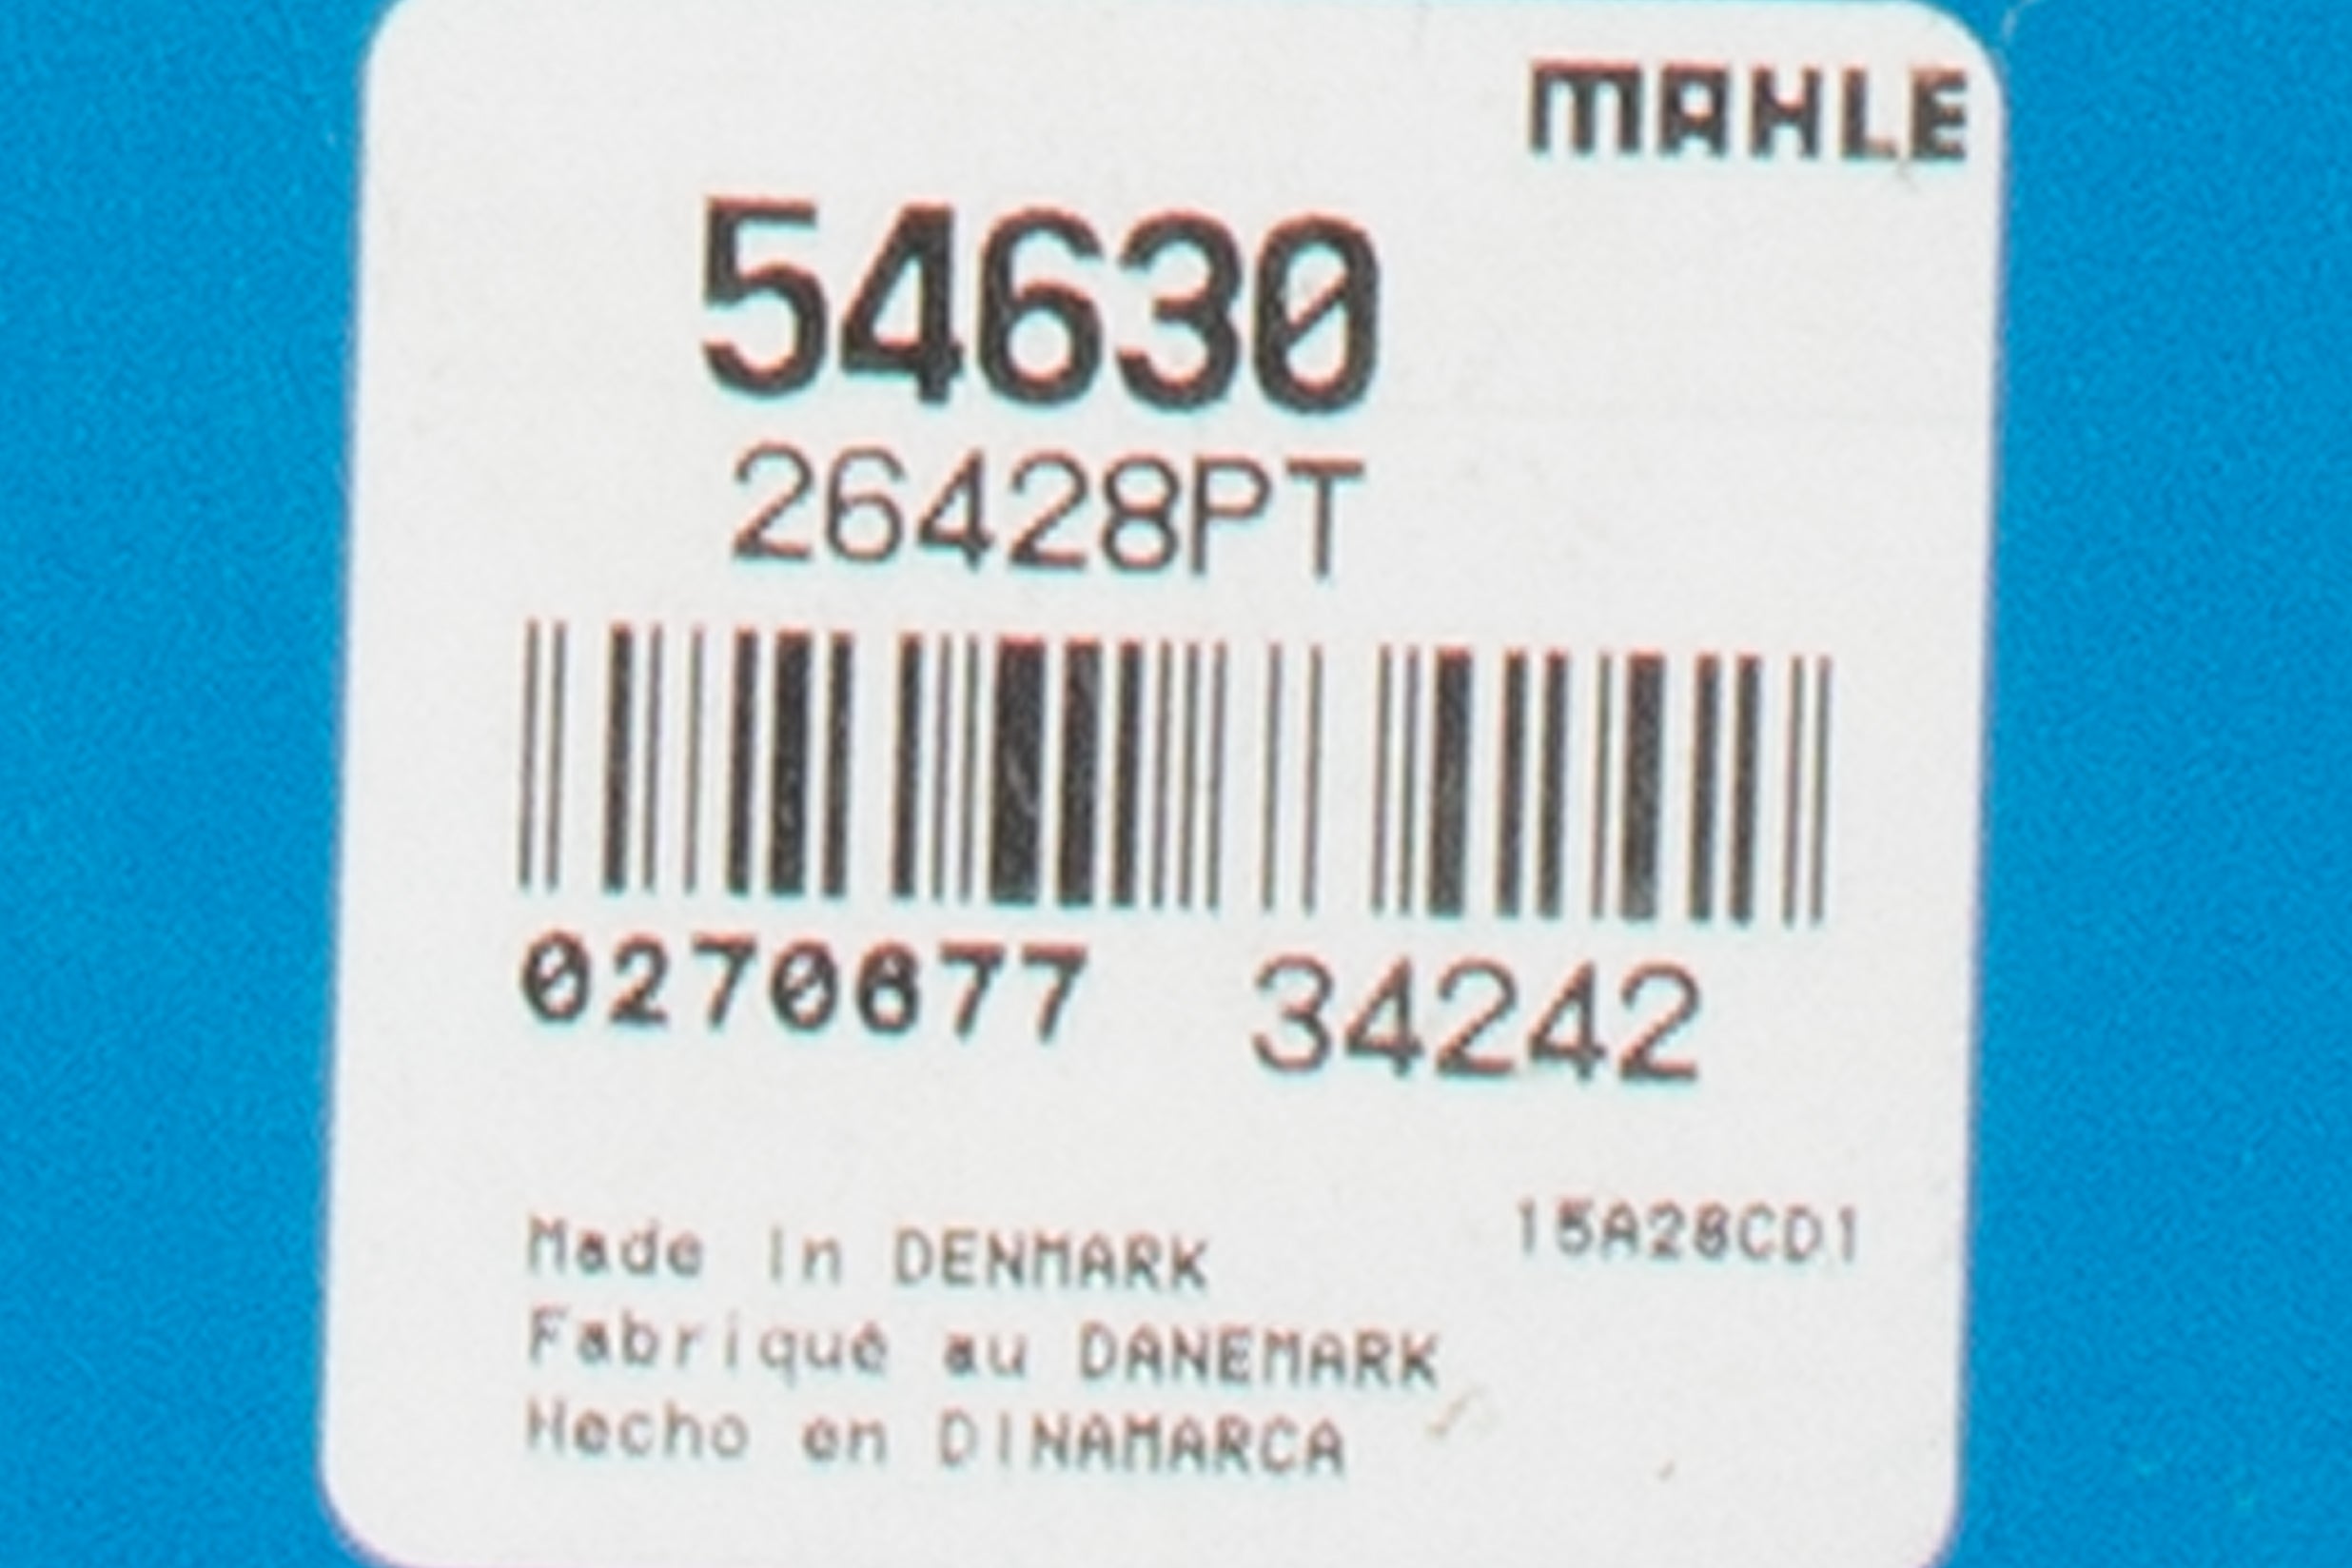 MAHLE
54630
26428PT
0270677 34242
15A28CD1
Made in DENMARK
Fabriqué au DANEMARK
Hecho en DINAMARCA